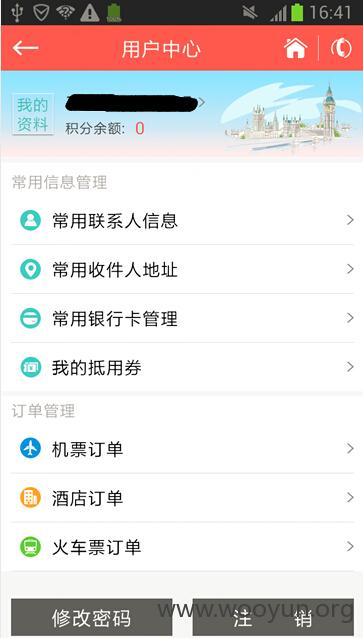 16:41
用户中心
我的
资料
积分余额: 0
常用信息管理
常用联系人信息
常用收件人地址
常用银行卡管理
我的抵用券
订单管理
机票订单
酒店订单
火车票订单
修改密码
注 销
www.wooyun.org